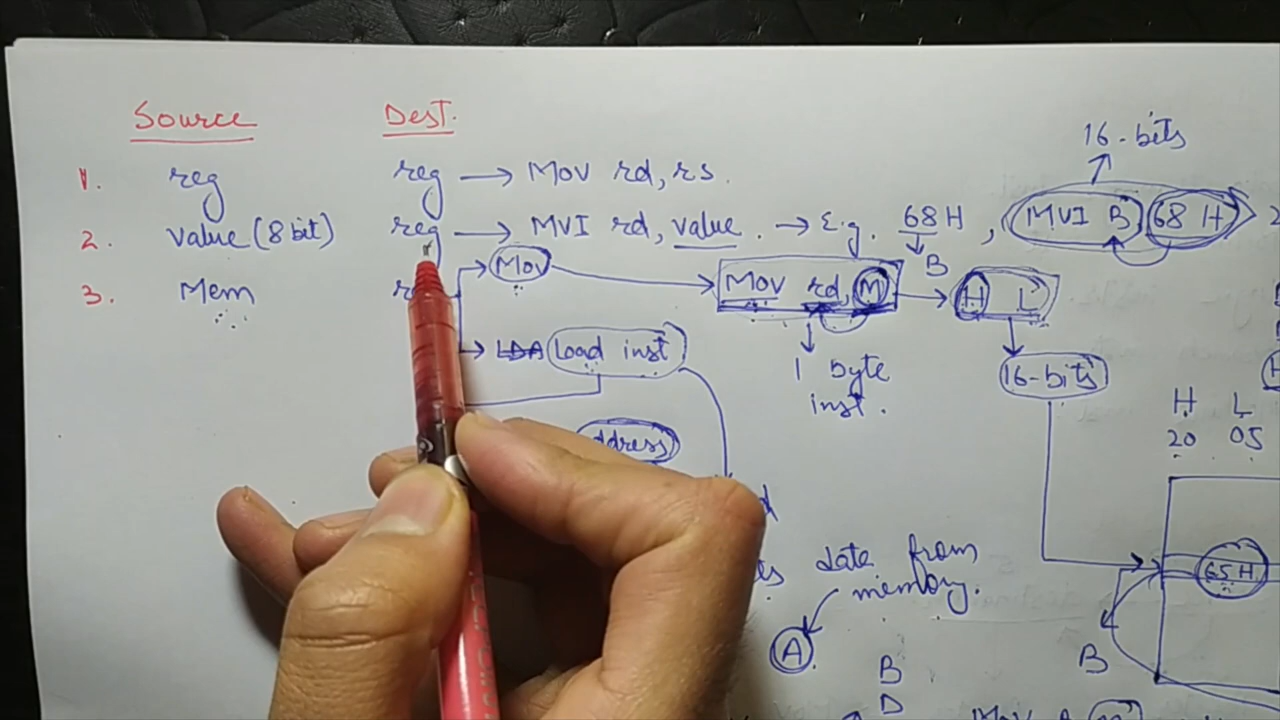 Source Dest.
16-bits
1. reg reg → Mov rd, rs.
2. Value (8 bit) reg → MVI rd, value. → E.g. 68 H, MVI B 68 H
B
3. Mem → Mov → Mov rd, M → H L
→ LDA Load inst
1 byte
inst.
16-bits
H L
20 05
data from
memory.
65 H
A
B
B
D